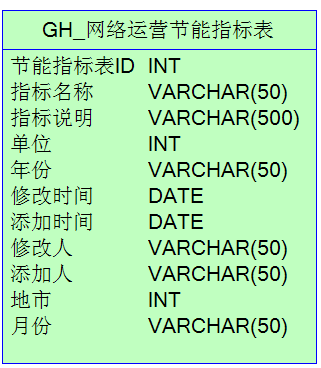 GH_网络运营节能指标表
节能指标表ID INT
指标名称 VARCHAR(50)
指标说明 VARCHAR(500)
单位 INT
年份 VARCHAR(50)
修改时间 DATE
添加时间 DATE
修改人 VARCHAR(50)
添加人 VARCHAR(50)
地市 INT
月份 VARCHAR(50)